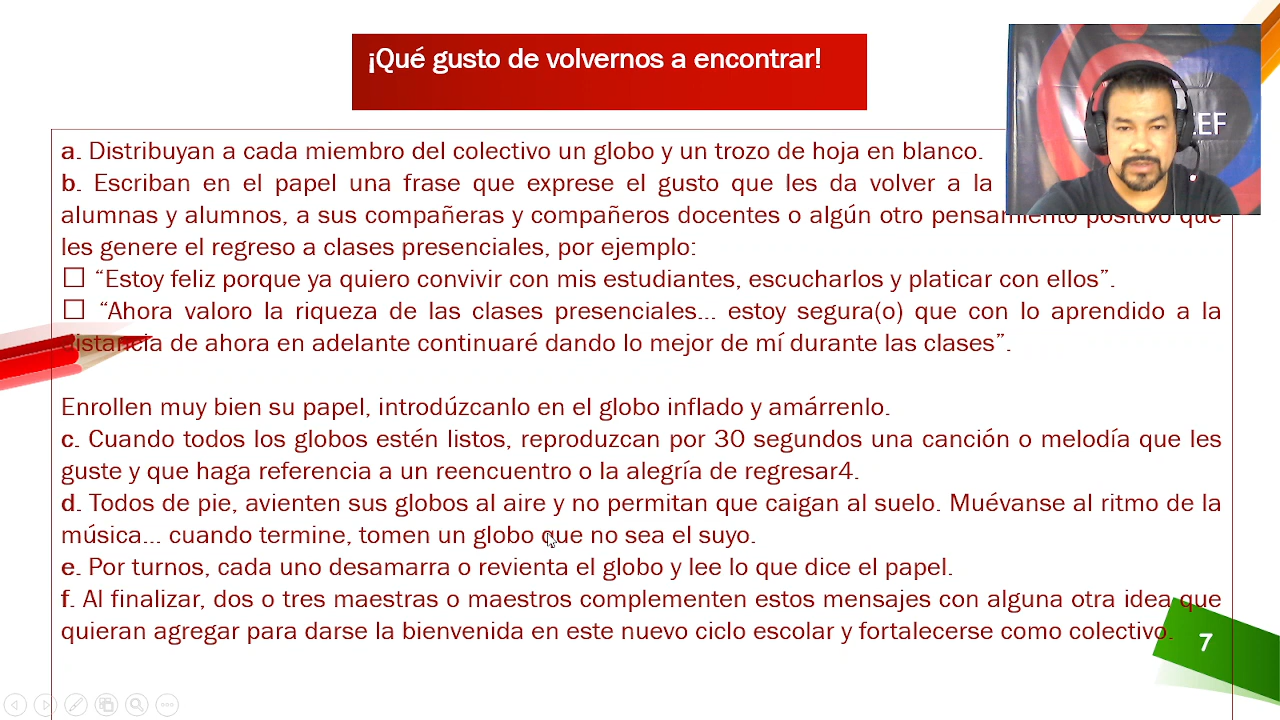 ¡Qué gusto de volvernos a encontrar!
EF
a. Distribuyan a cada miembro del colectivo un globo y un trozo de hoja en blanco.
b. Escriban en el papel una frase que exprese el gusto que les da volver a la
alumnas y alumnos, a sus compañeras y compañeros docentes o algún otro pensamiento positivo que
les genere el regreso a clases presenciales, por ejemplo:
☐ “Estoy feliz porque ya quiero convivir con mis estudiantes, escucharlos y platicar con ellos”.
☐ “Ahora valoro la riqueza de las clases presenciales... estoy segura(o) que con lo aprendido a la
distancia de ahora en adelante continuaré dando lo mejor de mí durante las clases”.
Enrollen muy bien su papel, introdúzcanlo en el globo inflado y amárrenlo.
c. Cuando todos los globos estén listos, reproduzcan por 30 segundos una canción o melodía que les
guste y que haga referencia a un reencuentro o la alegría de regresar4.
d. Todos de pie, avienten sus globos al aire y no permitan que caigan al suelo. Muévanse al ritmo de la
música... cuando termine, tomen un globo que no sea el suyo.
e. Por turnos, cada uno desamarra o revienta el globo y lee lo que dice el papel.
f. Al finalizar, dos o tres maestras o maestros complementen estos mensajes con alguna otra idea que
quieran agregar para darse la bienvenida en este nuevo ciclo escolar y fortalecerse como colectivo.
7